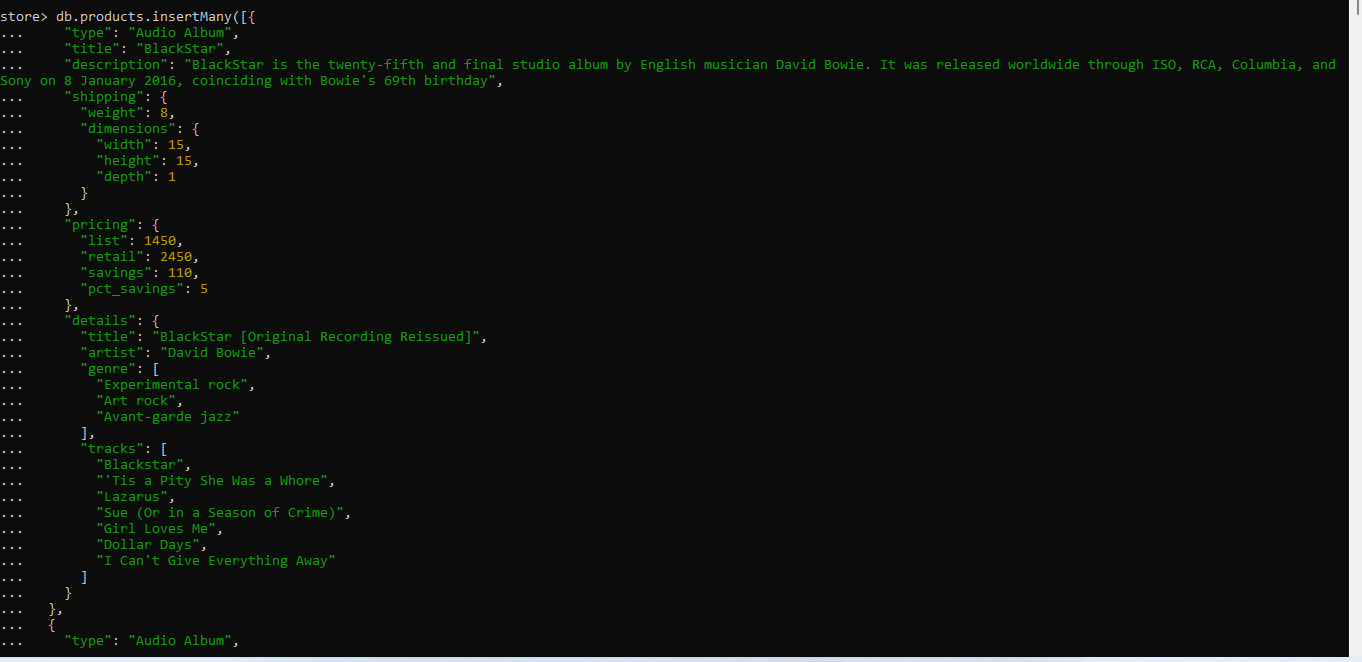 store> db.products.insertMany([{
...     "type": "Audio Album",
...     "title": "BlackStar",
...     "description": "BlackStar is the twenty-fifth and final studio album by English musician David Bowie. It was released worldwide through ISO, RCA, Columbia, and
Sony on 8 January 2016, coinciding with Bowie's 69th birthday",
...     "shipping": {
...       "weight": 8,
...       "dimensions": {
...         "width": 15,
...         "height": 15,
...         "depth": 1
...       }
...     },
...     "pricing": {
...       "list": 1450,
...       "retail": 2450,
...       "savings": 110,
...       "pct_savings": 5
...     },
...     "details": {
...       "title": "BlackStar [Original Recording Reissued]",
...       "artist": "David Bowie",
...       "genre": [
...         "Experimental rock",
...         "Art rock",
...         "Avant-garde jazz"
...       ],
...       "tracks": [
...         "Blackstar",
...         "'Tis a Pity She Was a Whore",
...         "Lazarus",
...         "Sue (Or in a Season of Crime)",
...         "Girl Loves Me",
...         "Dollar Days",
...         "I Can't Give Everything Away"
...       ]
...     }
...   },
...   {
...     "type": "Audio Album",